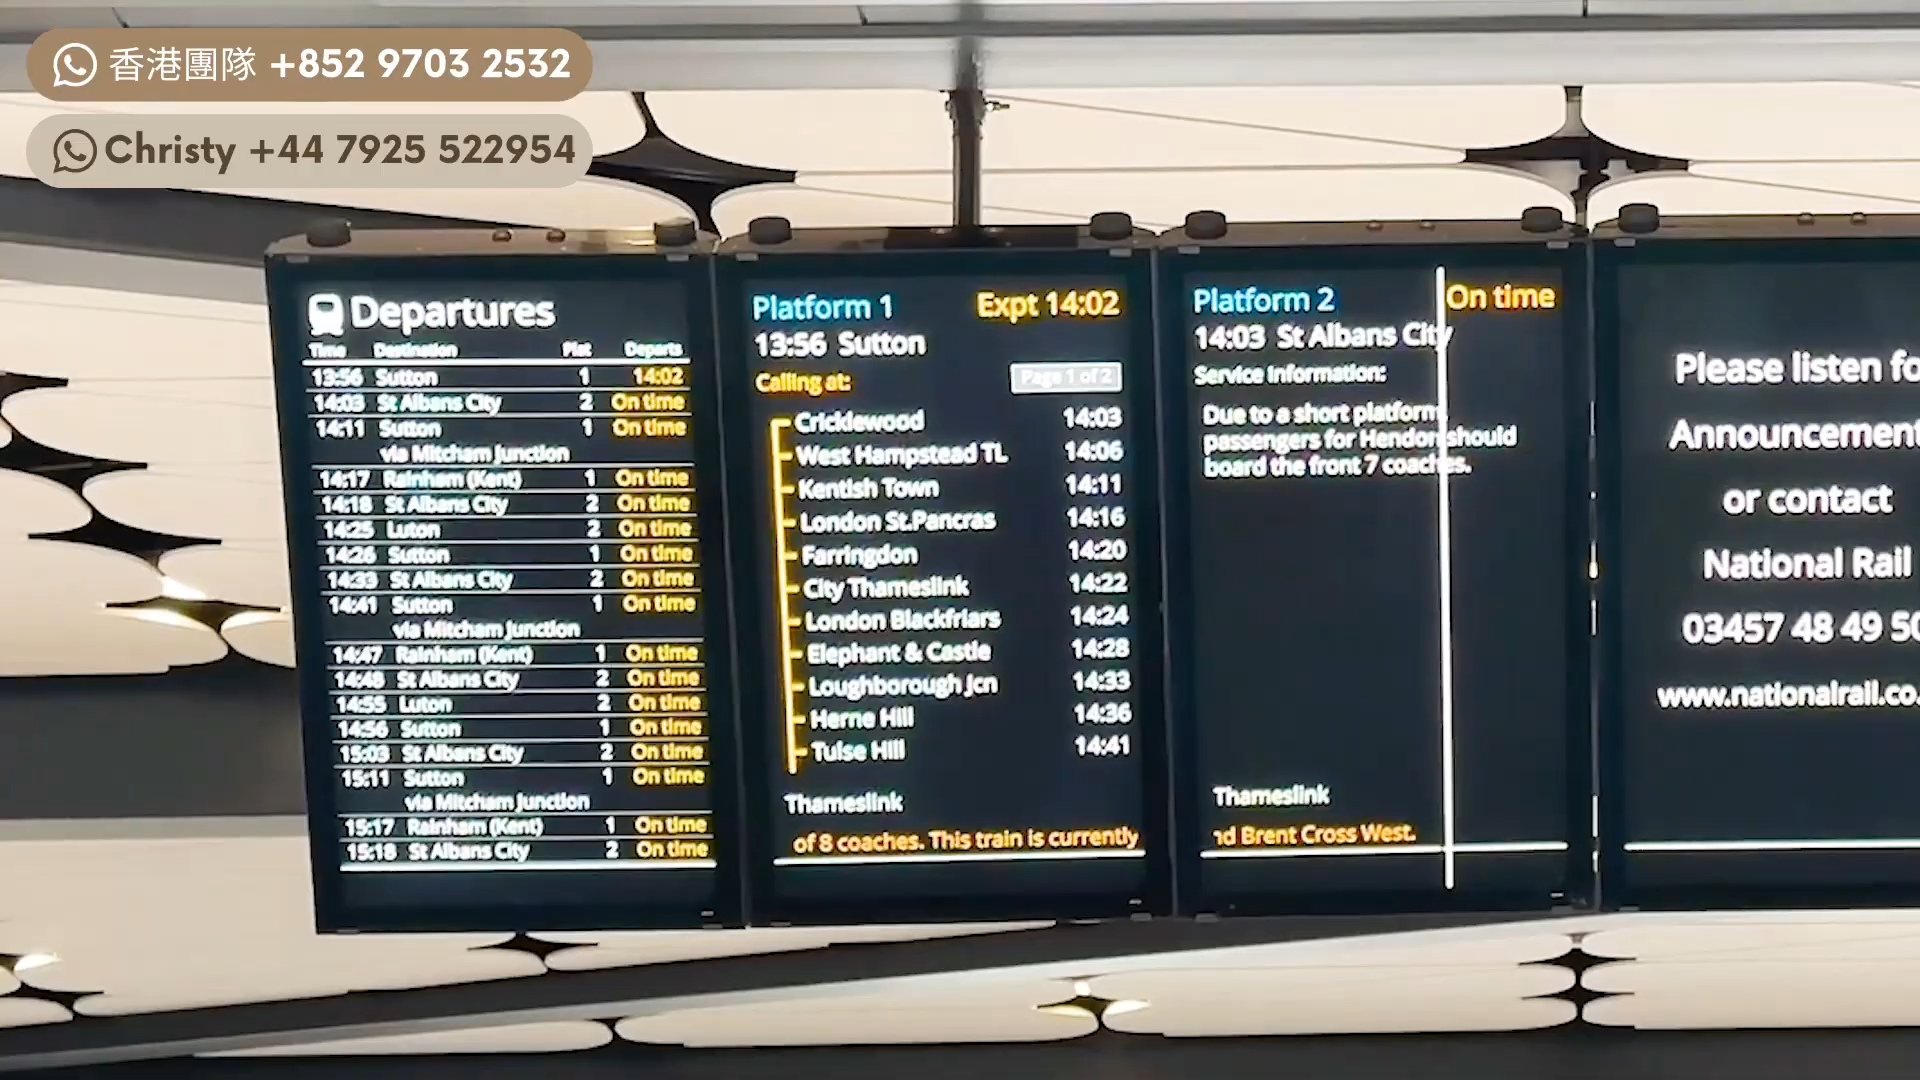 香港團隊 +852 9703 2532
Christy +44 7925 522954
Departures
Time Destination Plat Departs
13:56 Sutton 1 14:02
14:03 St Albans City 2 On time
14:11 Sutton 1 On time
via Mitcham Junction
14:17 Rainham (Kent) 1 On time
14:18 St Albans City 2 On time
14:25 Luton 2 On time
14:26 Sutton 1 On time
14:33 St Albans City 2 On time
14:41 Sutton 1 On time
via Mitcham Junction
14:47 Rainham (Kent) 1 On time
14:48 St Albans City 2 On time
14:55 Luton 2 On time
14:56 Sutton 1 On time
15:03 St Albans City 2 On time
15:11 Sutton 1 On time
via Mitcham Junction
15:17 Rainham (Kent) 1 On time
15:18 St Albans City 2 On time
Platform 1 Expt 14:02
13:56 Sutton
Calling at: Page 1 of 2
Cricklewood 14:03
West Hampstead TL 14:06
Kentish Town 14:11
London St.Pancras 14:16
Farringdon 14:20
City Thameslink 14:22
London Blackfriars 14:24
Elephant & Castle 14:28
Loughborough Jcn 14:33
Herne Hill 14:36
Tulse Hill 14:41
Thameslink
of 8 coaches. This train is currently
Platform 2 On time
14:03 St Albans City
Service Information:
Due to a short platform,
passengers for Hendon should
board the front 7 coaches.
Thameslink
nd Brent Cross West.
Please listen fo
Announcement
or contact
National Rail
03457 48 49 50
www.nationalrail.co.